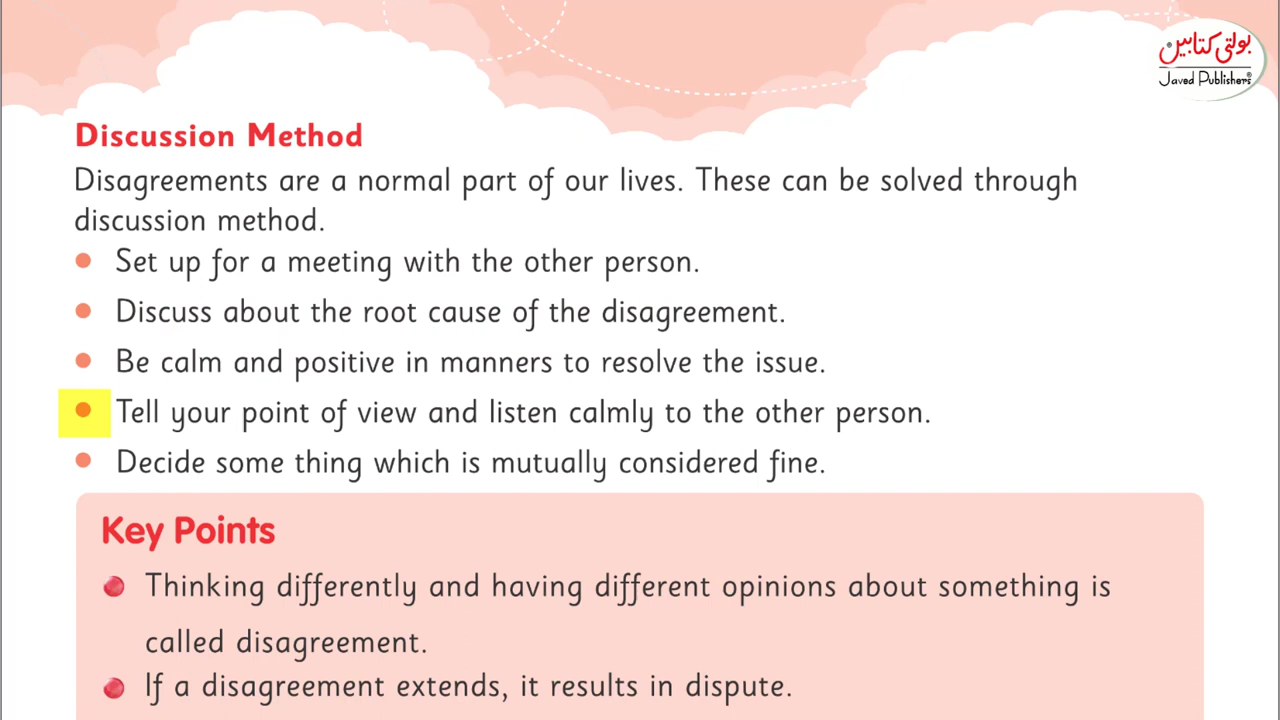 بولتی کتابیں
Javed Publishers®
Discussion Method
Disagreements are a normal part of our lives. These can be solved through
discussion method.
Set up for a meeting with the other person.
Discuss about the root cause of the disagreement.
Be calm and positive in manners to resolve the issue.
Tell your point of view and listen calmly to the other person.
Decide some thing which is mutually considered fine.
Key Points
Thinking differently and having different opinions about something is
called disagreement.
If a disagreement extends, it results in dispute.